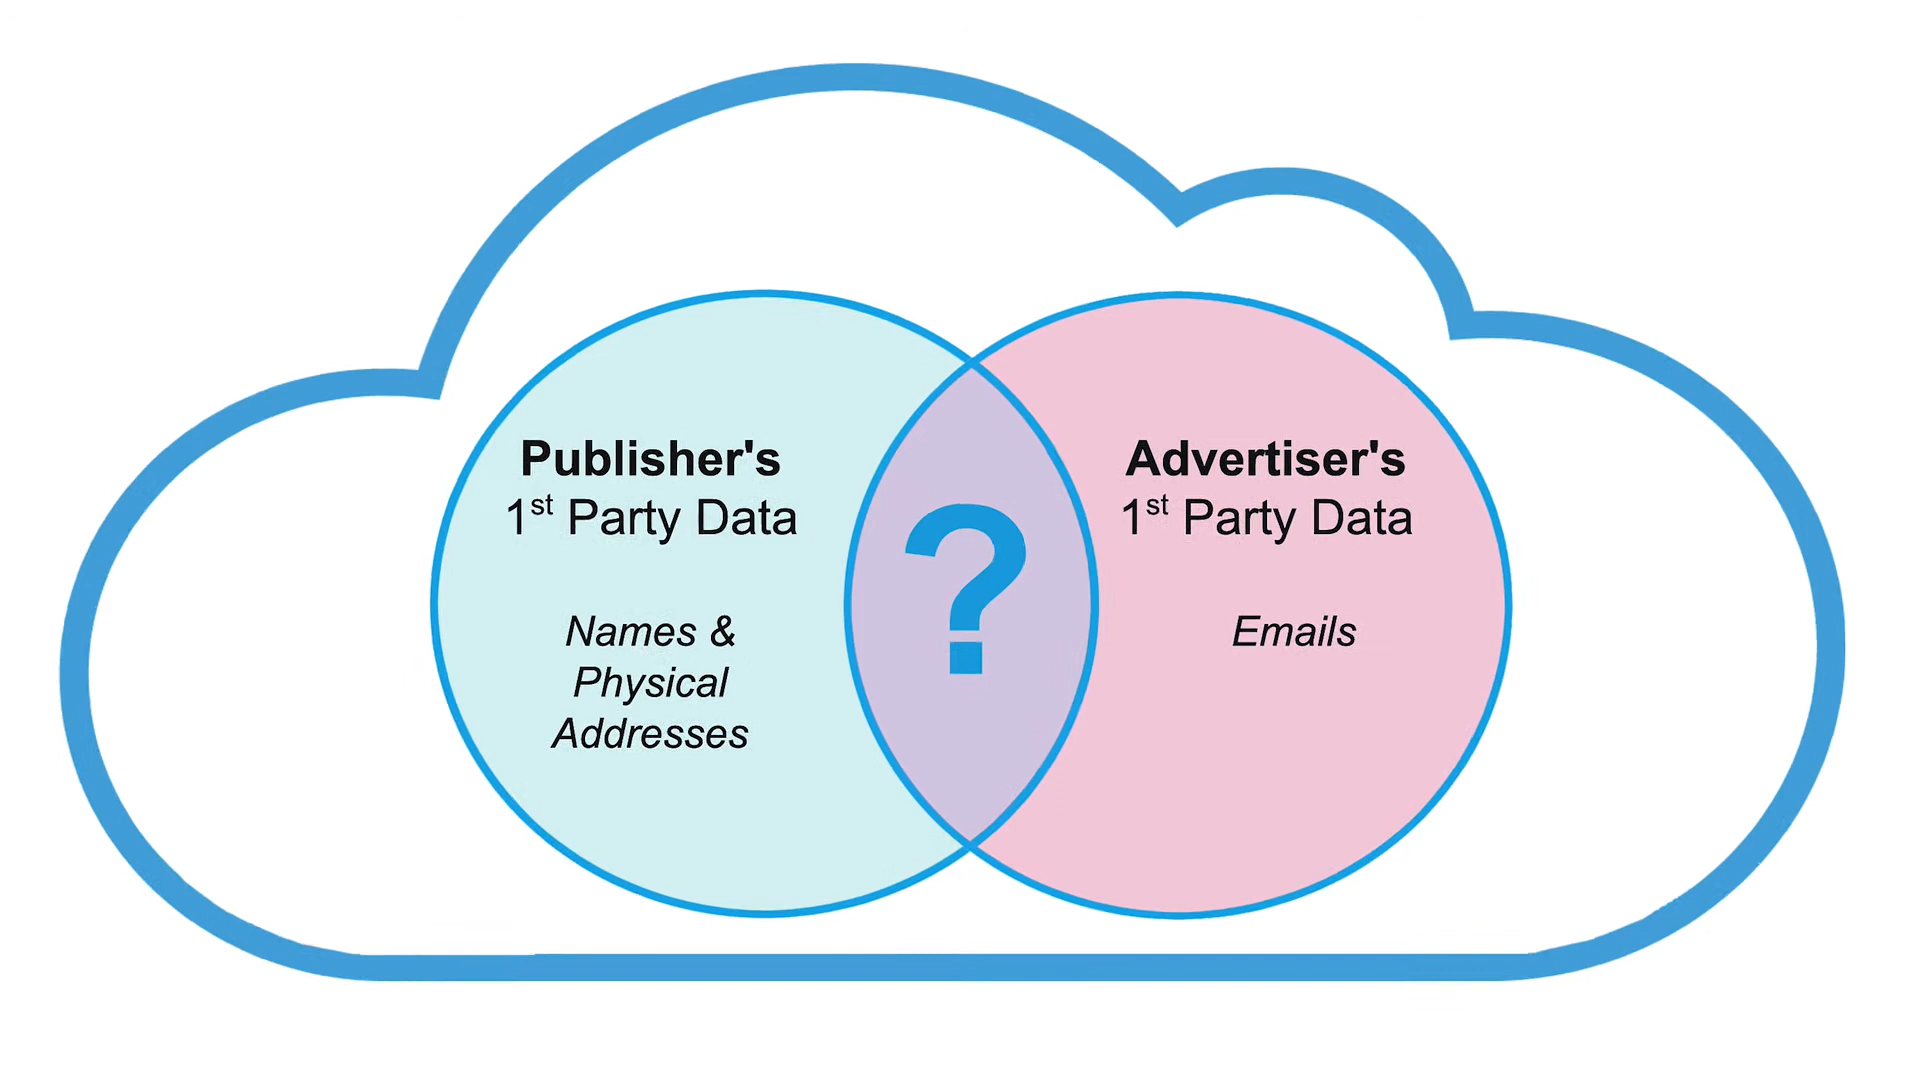 Publisher's
1st Party Data
Names &
Physical
Addresses
?
Advertiser's
1st Party Data
Emails